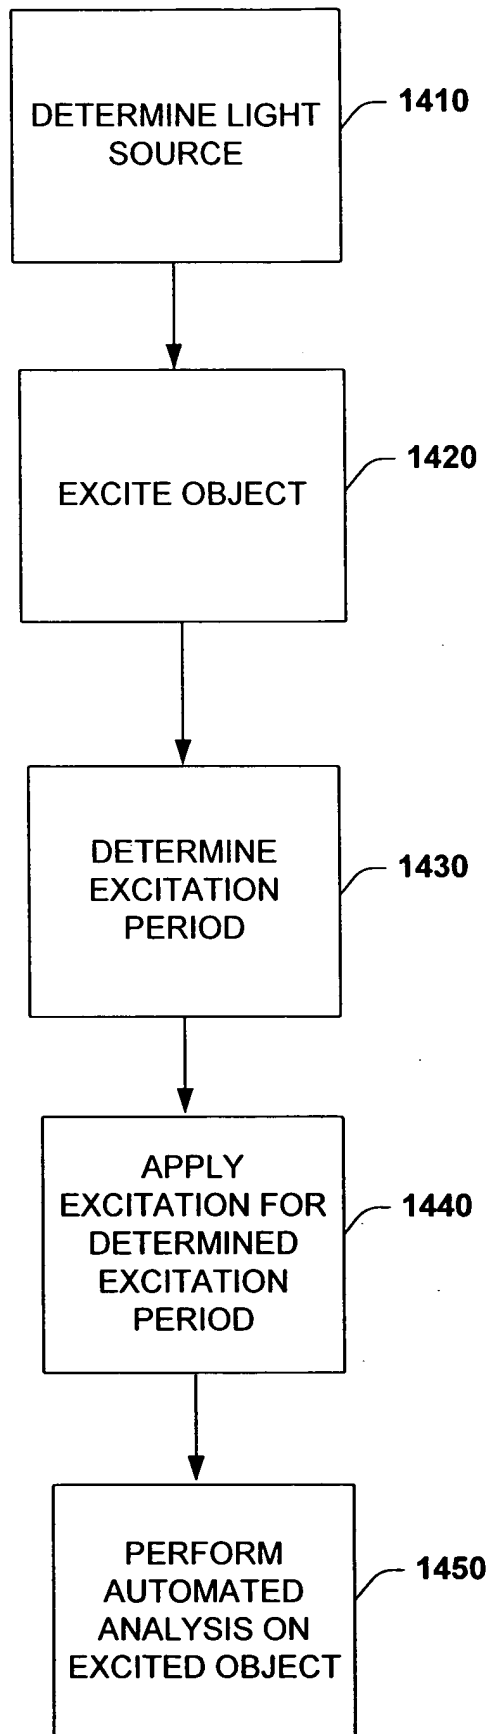 DETERMINE LIGHT
SOURCE
1410
EXCITE OBJECT
1420
DETERMINE
EXCITATION
PERIOD
1430
APPLY
EXCITATION FOR
DETERMINED
EXCITATION
PERIOD
1440
PERFORM
AUTOMATED
ANALYSIS ON
EXCITED OBJECT
1450